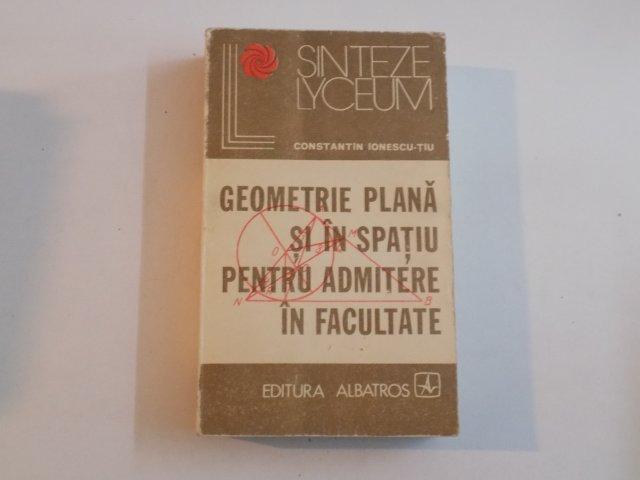 SINTEZE
LYCEUM
CONSTANTIN IONESCU-ȚIU
GEOMETRIE PLANĂ
ȘI ÎN SPAȚIU
PENTRU ADMITERE
ÎN FACULTATE
O
M
N
B
EDITURA ALBATROS